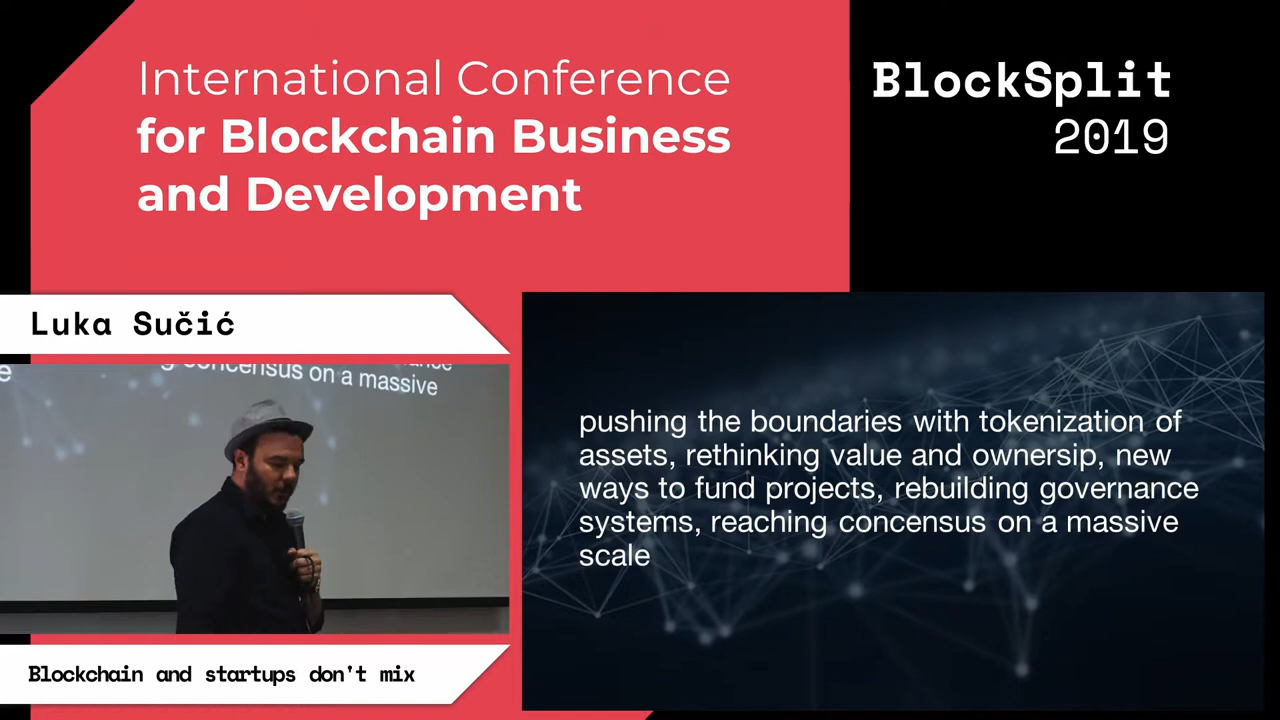 International Conference
for Blockchain Business
and Development
BlockSplit
2019
Luka Sučić
e
concensus on a massive
Blockchain and startups don't mix
pushing the boundaries with tokenization of
assets, rethinking value and ownersip, new
ways to fund projects, rebuilding governance
systems, reaching concensus on a massive
scale